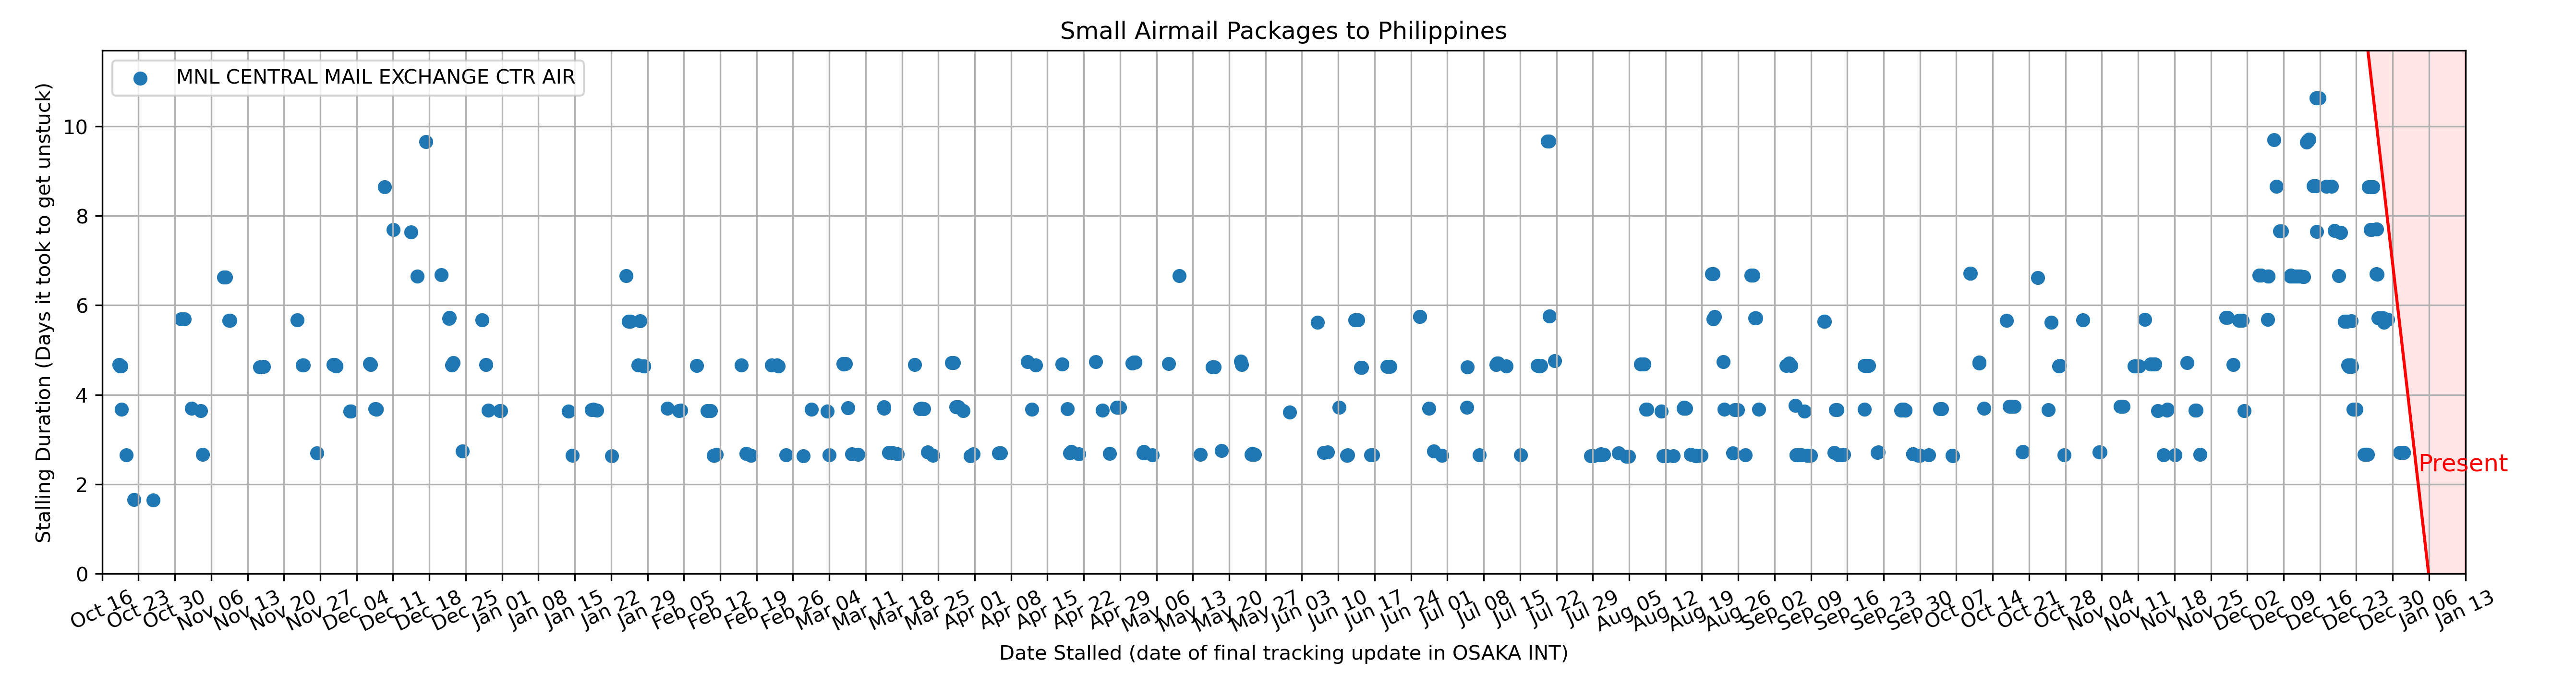 Small Airmail Packages to Philippines
MNL CENTRAL MAIL EXCHANGE CTR AIR
Stalling Duration (Days it took to get unstuck)
10
8
6
4
2
0
Present
Oct 16
Oct 23
Oct 30
Nov 06
Nov 13
Nov 20
Nov 27
Dec 04
Dec 11
Dec 18
Dec 25
Jan 01
Jan 08
Jan 15
Jan 22
Jan 29
Feb 05
Feb 12
Feb 19
Feb 26
Mar 04
Mar 11
Mar 18
Mar 25
Apr 01
Apr 08
Apr 15
Apr 22
Apr 29
May 06
May 13
May 20
May 27
Jun 03
Jun 10
Jun 17
Jun 24
Jul 01
Jul 08
Jul 15
Jul 22
Jul 29
Aug 05
Aug 12
Aug 19
Aug 26
Sep 02
Sep 09
Sep 16
Sep 23
Sep 30
Oct 07
Oct 14
Oct 21
Oct 28
Nov 04
Nov 11
Nov 18
Nov 25
Dec 02
Dec 09
Dec 16
Dec 23
Dec 30
Jan 06
Jan 13
Date Stalled (date of final tracking update in OSAKA INT)